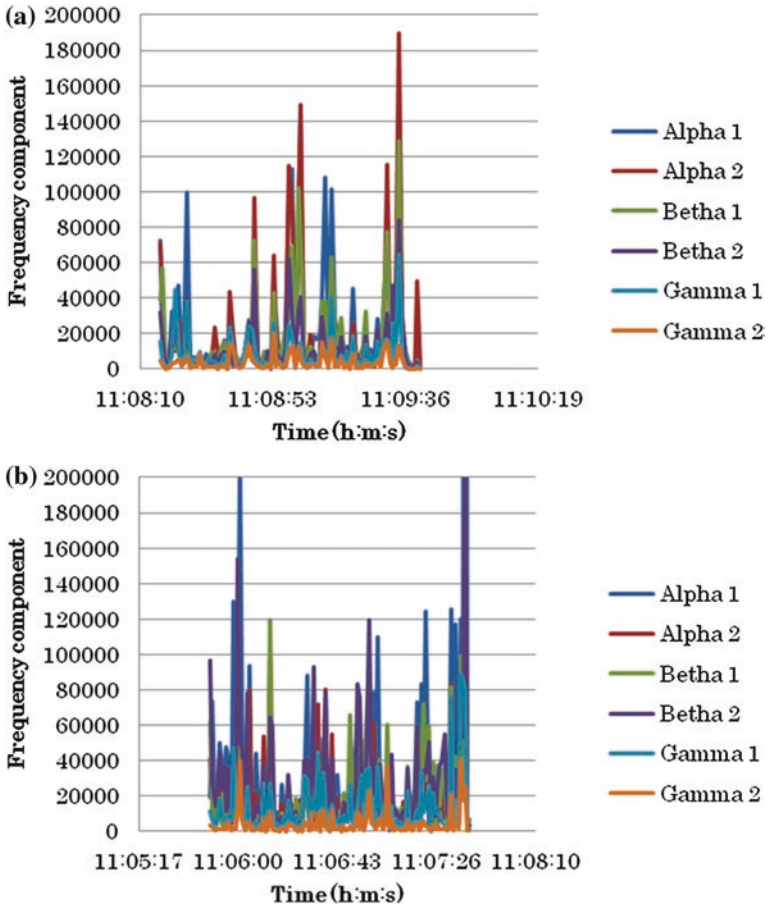 (a)
200000
180000
160000
140000
120000
100000
80000
60000
40000
20000
0
Frequency component
11:08:10 11:08:53 11:09:36 11:10:19
Time (h:m:s)
Alpha 1
Alpha 2
Betha 1
Betha 2
Gamma 1
Gamma 2
(b)
200000
180000
160000
140000
120000
100000
80000
60000
40000
20000
0
Frequency component
11:05:17 11:06:00 11:06:43 11:07:26 11:08:10
Time (h:m:s)
Alpha 1
Alpha 2
Betha 1
Betha 2
Gamma 1
Gamma 2